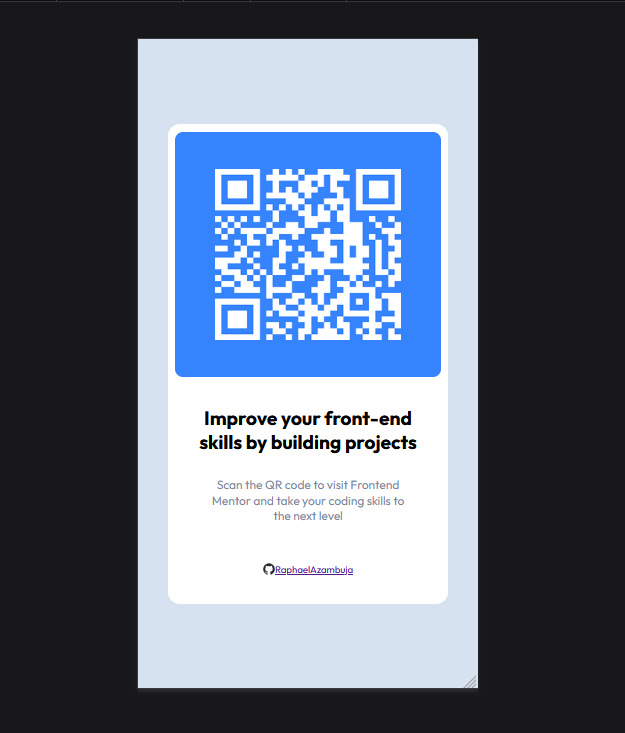 Improve your front-end
skills by building projects
Scan the QR code to visit Frontend
Mentor and take your coding skills to
the next level
RaphaelAzambuja